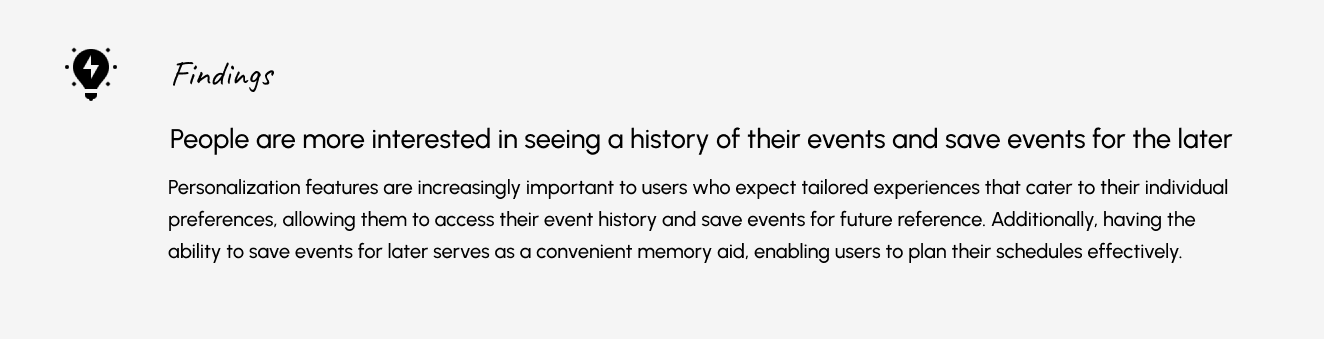 Findings
People are more interested in seeing a history of their events and save events for the later
Personalization features are increasingly important to users who expect tailored experiences that cater to their individual
preferences, allowing them to access their event history and save events for future reference. Additionally, having the
ability to save events for later serves as a convenient memory aid, enabling users to plan their schedules effectively.